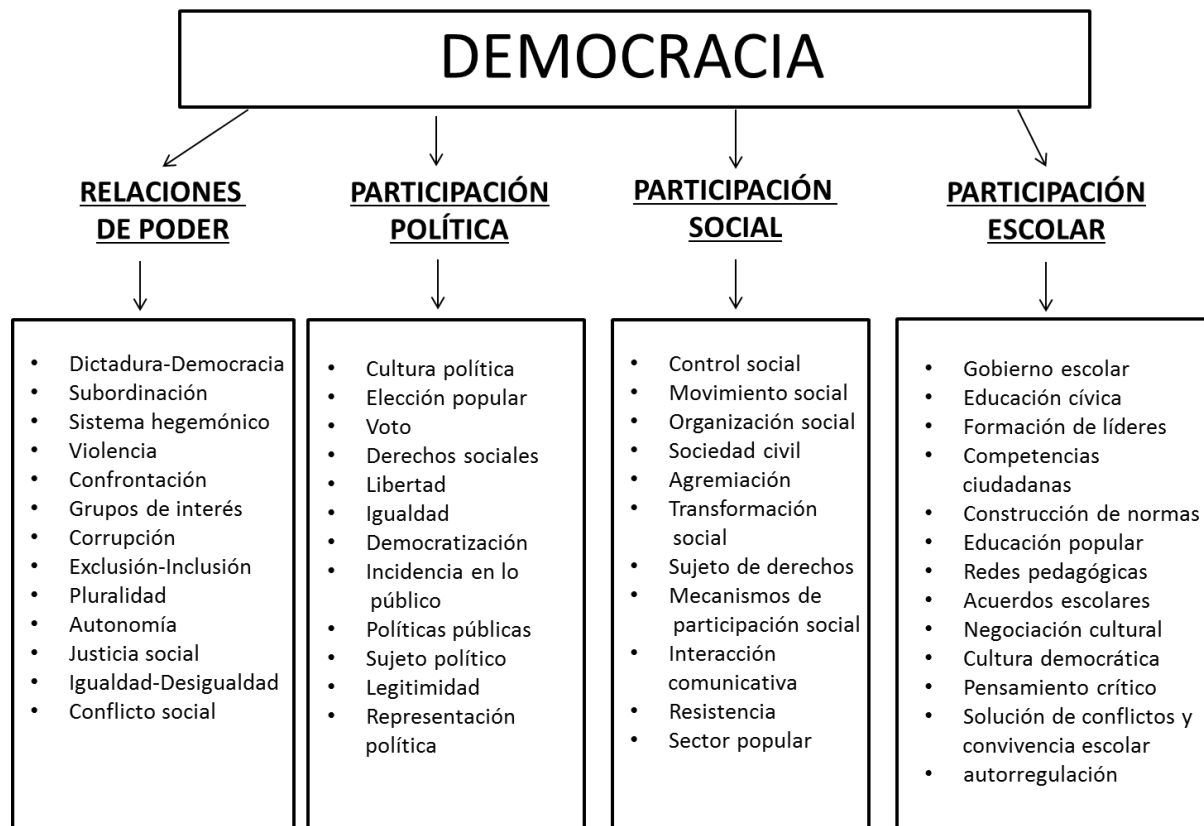 DEMOCRACIA
RELACIONES
DE PODER
• Dictadura-Democracia
• Subordinación
• Sistema hegemónico
• Violencia
• Confrontación
• Grupos de interés
• Corrupción
• Exclusión-Inclusión
• Pluralidad
• Autonomía
• Justicia social
• Igualdad-Desigualdad
• Conflicto social
PARTICIPACIÓN
POLÍTICA
• Cultura política
• Elección popular
• Voto
• Derechos sociales
• Libertad
• Igualdad
• Democratización
• Incidencia en lo
público
• Políticas públicas
• Sujeto político
• Legitimidad
• Representación
política
PARTICIPACIÓN
SOCIAL
• Control social
• Movimiento social
• Organización social
• Sociedad civil
• Agremiación
• Transformación
social
• Sujeto de derechos
• Mecanismos de
participación social
• Interacción
comunicativa
• Resistencia
• Sector popular
PARTICIPACIÓN
ESCOLAR
• Gobierno escolar
• Educación cívica
• Formación de líderes
• Competencias
ciudadanas
• Construcción de normas
• Educación popular
• Redes pedagógicas
• Acuerdos escolares
• Negociación cultural
• Cultura democrática
• Pensamiento crítico
• Solución de conflictos y
convivencia escolar
• autorregulación